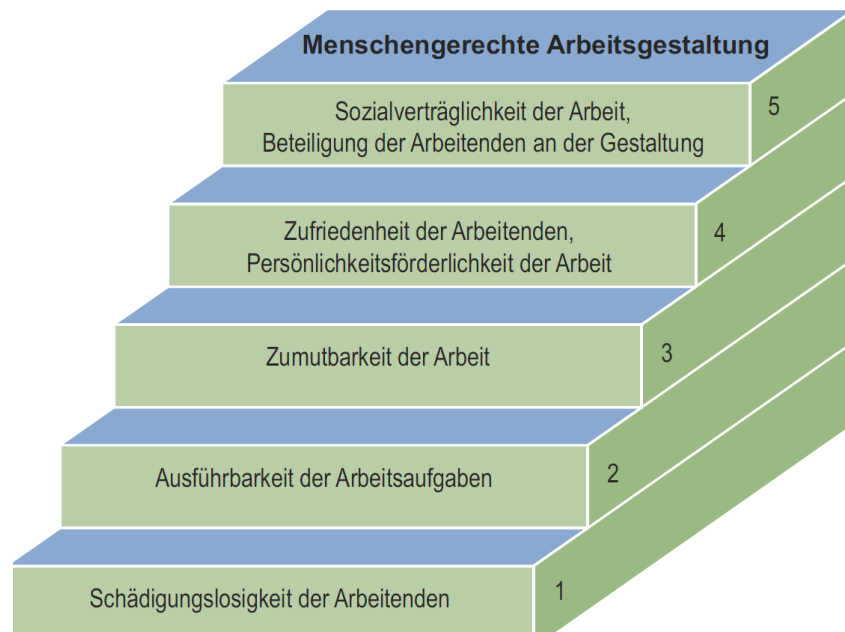 Menschengerechte Arbeitsgestaltung
Sozialverträglichkeit der Arbeit,
Beteiligung der Arbeitenden an der Gestaltung
5
Zufriedenheit der Arbeitenden,
Persönlichkeitsförderlichkeit der Arbeit
4
Zumutbarkeit der Arbeit
3
Ausführbarkeit der Arbeitsaufgaben
2
Schädigungslosigkeit der Arbeitenden
1